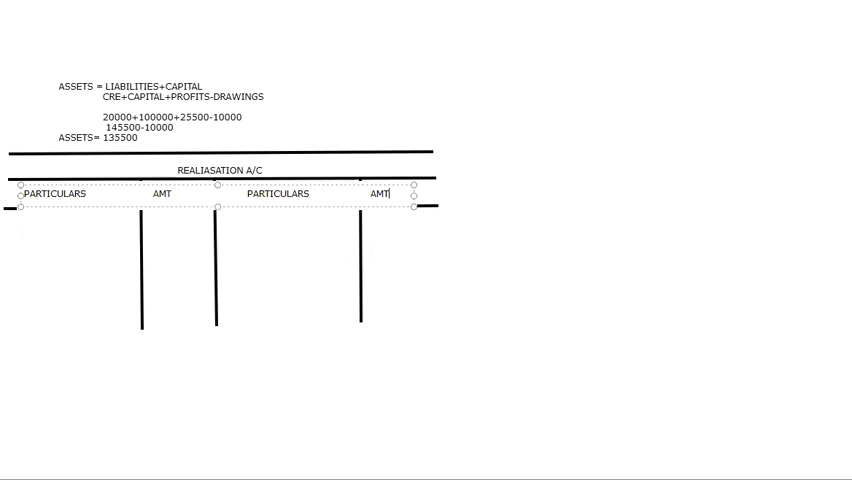 ASSETS = LIABILITIES+CAPITAL
CRE+CAPITAL+PROFITS-DRAWINGS
20000+100000+25500-10000
145500-10000
ASSETS= 135500
REALIASATION A/C
PARTICULARS AMT PARTICULARS AMT